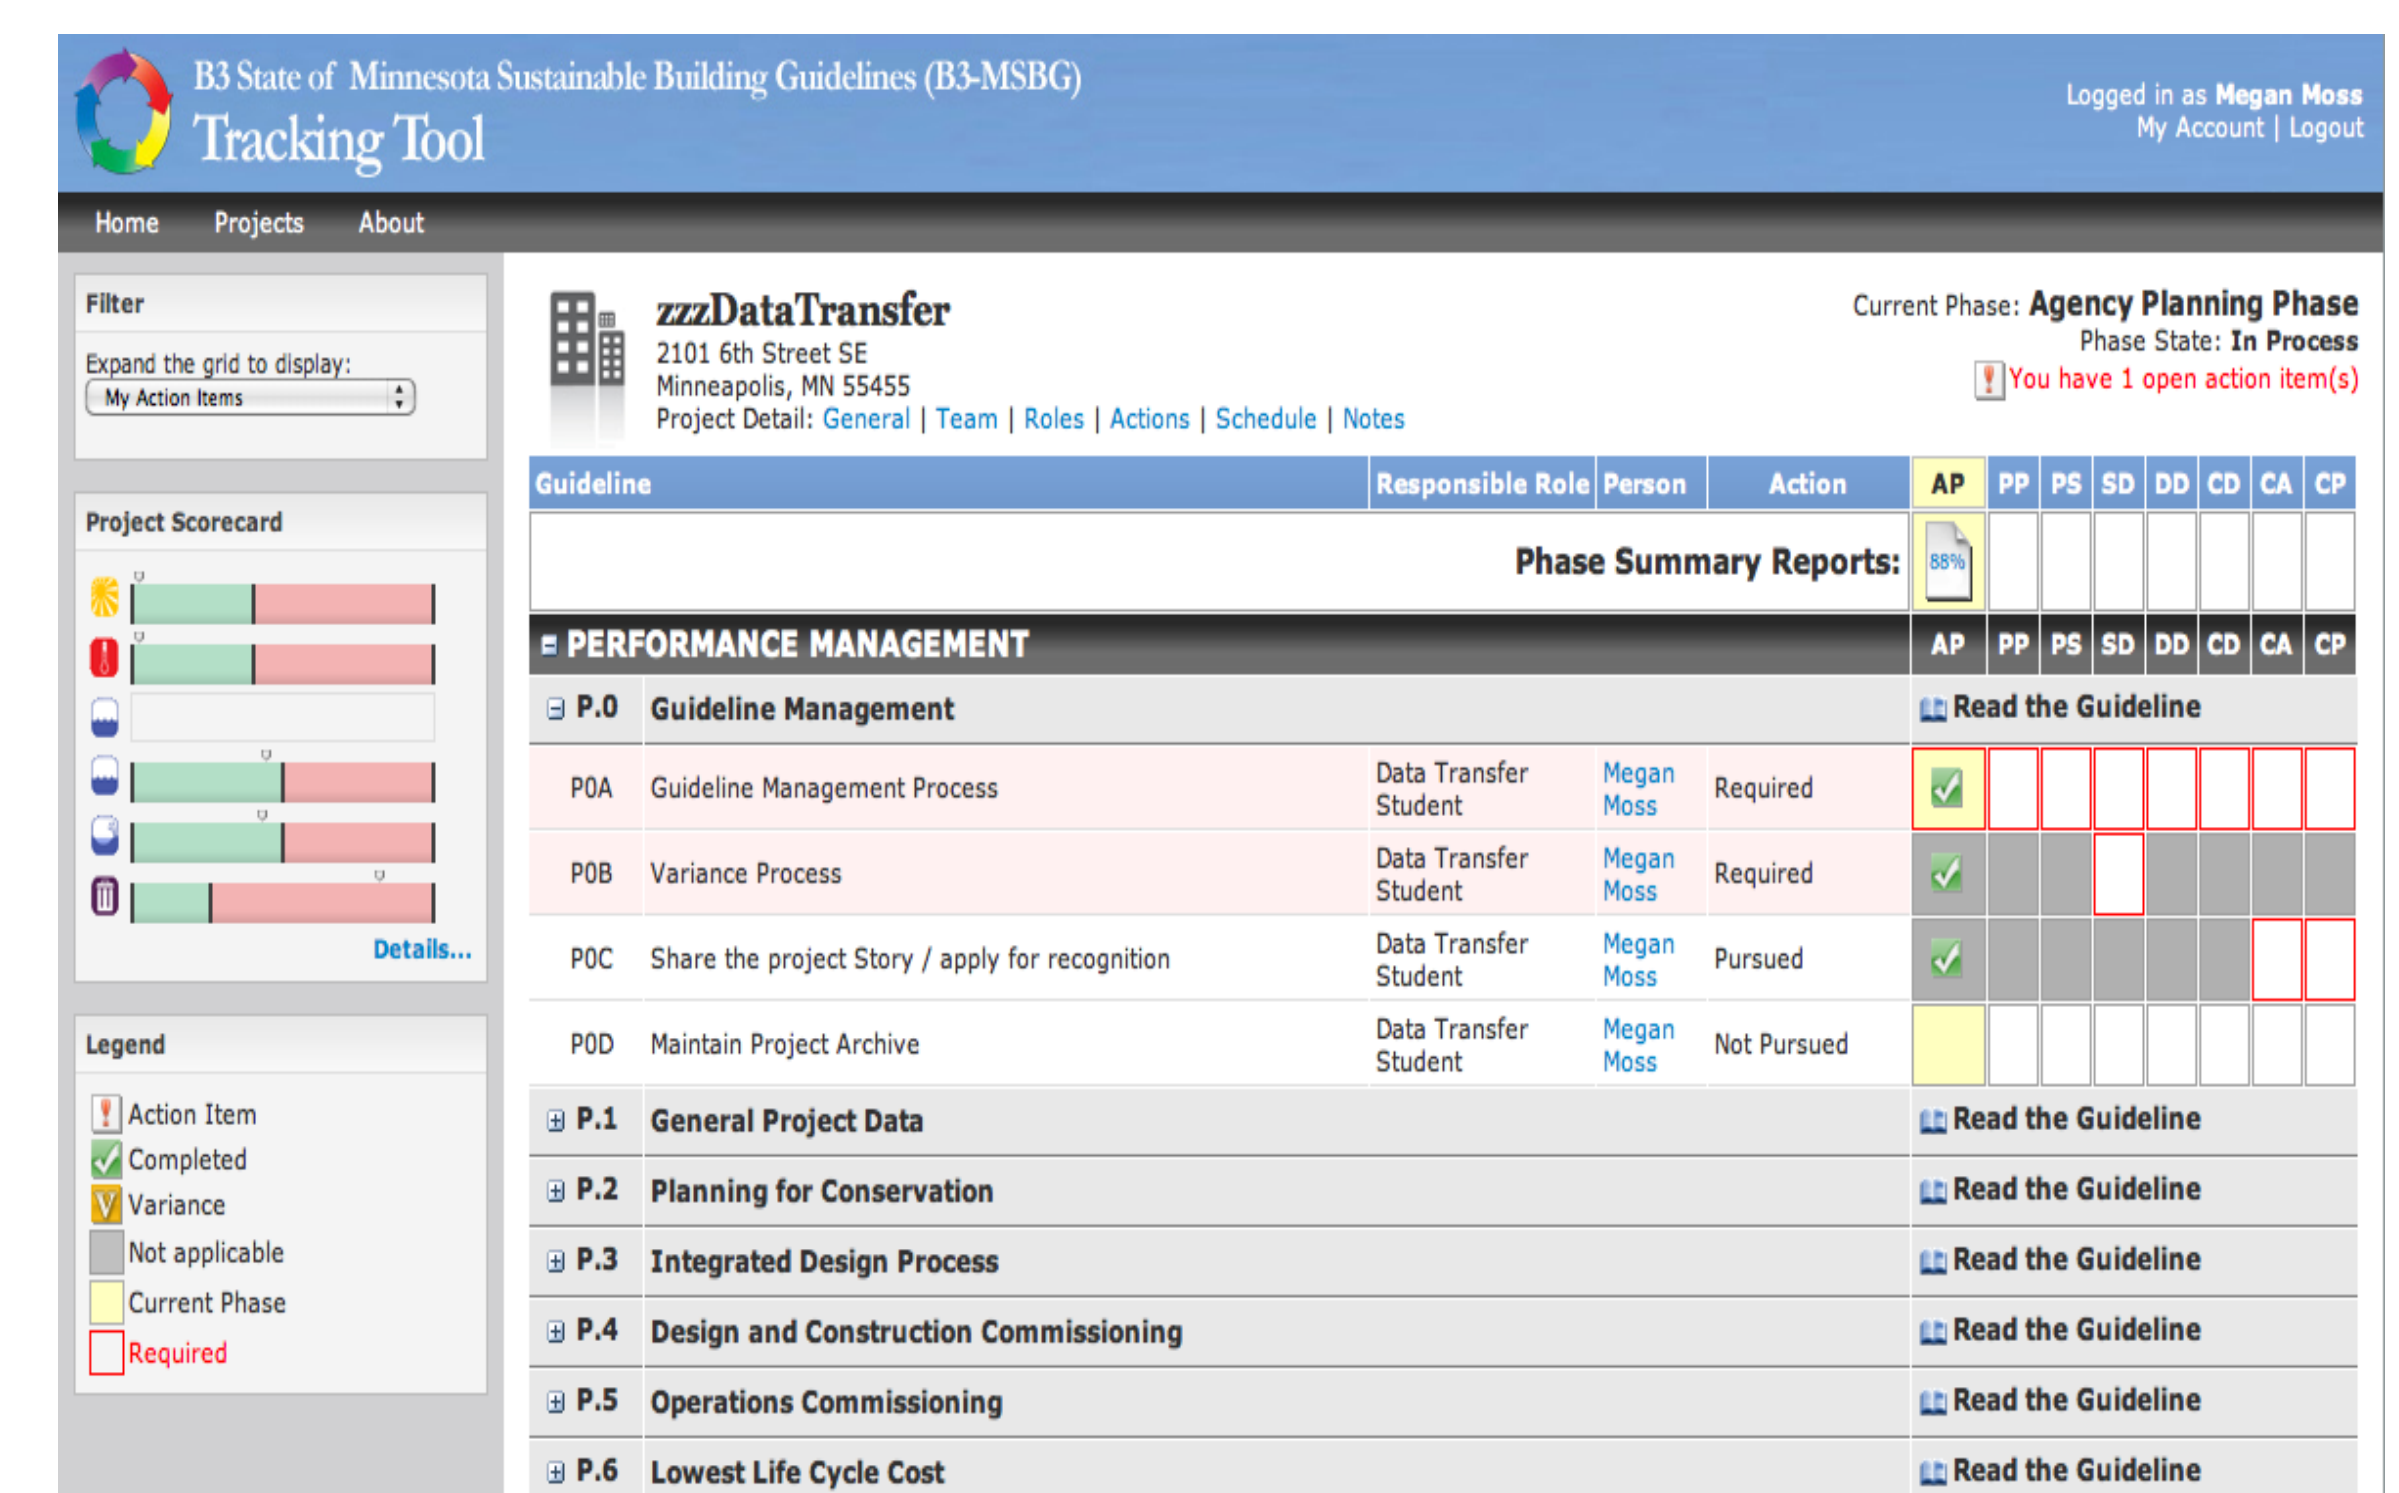 B3 State of Minnesota Sustainable Building Guidelines (B3-MSBG)
Tracking Tool
Logged in as Megan Moss
My Account | Logout
Home Projects About
Filter
Expand the grid to display:
My Action Items
Project Scorecard
Details...
Legend
Action Item
Completed
V Variance
Not applicable
Current Phase
Required
zzzDataTransfer
2101 6th Street SE
Minneapolis, MN 55455
Project Detail: General | Team | Roles | Actions | Schedule | Notes
Current Phase: Agency Planning Phase
Phase State: In Process
You have 1 open action item(s)
Guideline Responsible Role Person Action AP PP PS SD DD CD CA CP
Phase Summary Reports: 88%
PERFORMANCE MANAGEMENT AP PP PS SD DD CD CA CP
P.0 Guideline Management Read the Guideline
P0A Guideline Management Process Data Transfer Student Megan Moss Required
P0B Variance Process Data Transfer Student Megan Moss Required
P0C Share the project Story / apply for recognition Data Transfer Student Megan Moss Pursued
P0D Maintain Project Archive Data Transfer Student Megan Moss Not Pursued
P.1 General Project Data Read the Guideline
P.2 Planning for Conservation Read the Guideline
P.3 Integrated Design Process Read the Guideline
P.4 Design and Construction Commissioning Read the Guideline
P.5 Operations Commissioning Read the Guideline
P.6 Lowest Life Cycle Cost Read the Guideline